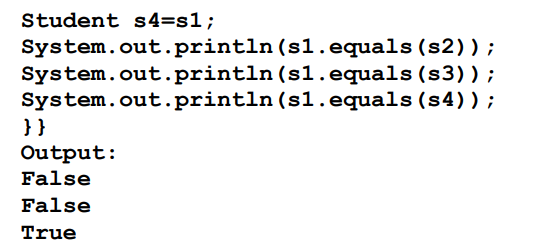 Student s4=s1;
System.out.println(s1.equals(s2));
System.out.println(s1.equals(s3));
System.out.println(s1.equals(s4));
}}
Output:
False
False
True